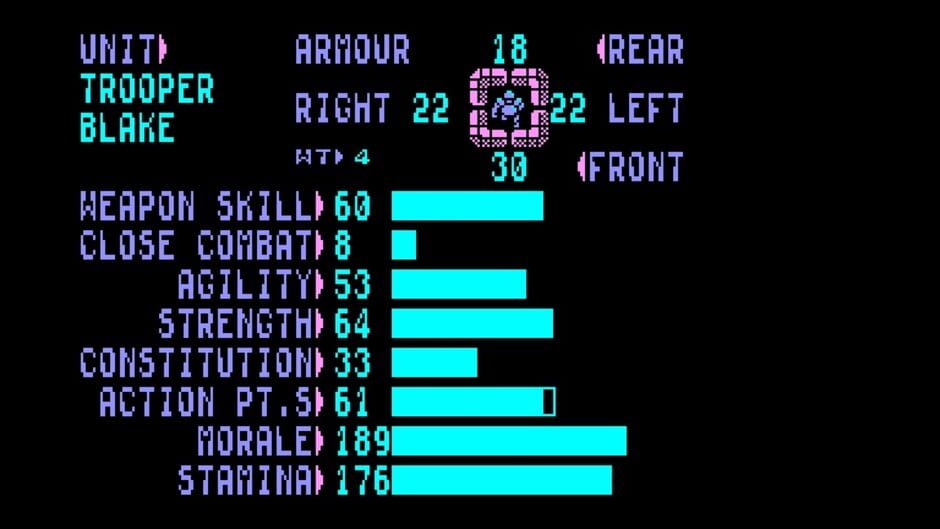 UNIT ARMOUR 18 REAR
TROOPER
BLAKE
RIGHT 22 22 LEFT
WT 4 30 FRONT
WEAPON SKILL 60
CLOSE COMBAT 8
AGILITY 53
STRENGTH 64
CONSTITUTION 33
ACTION PT.S 61
MORALE 189
STAMINA 176